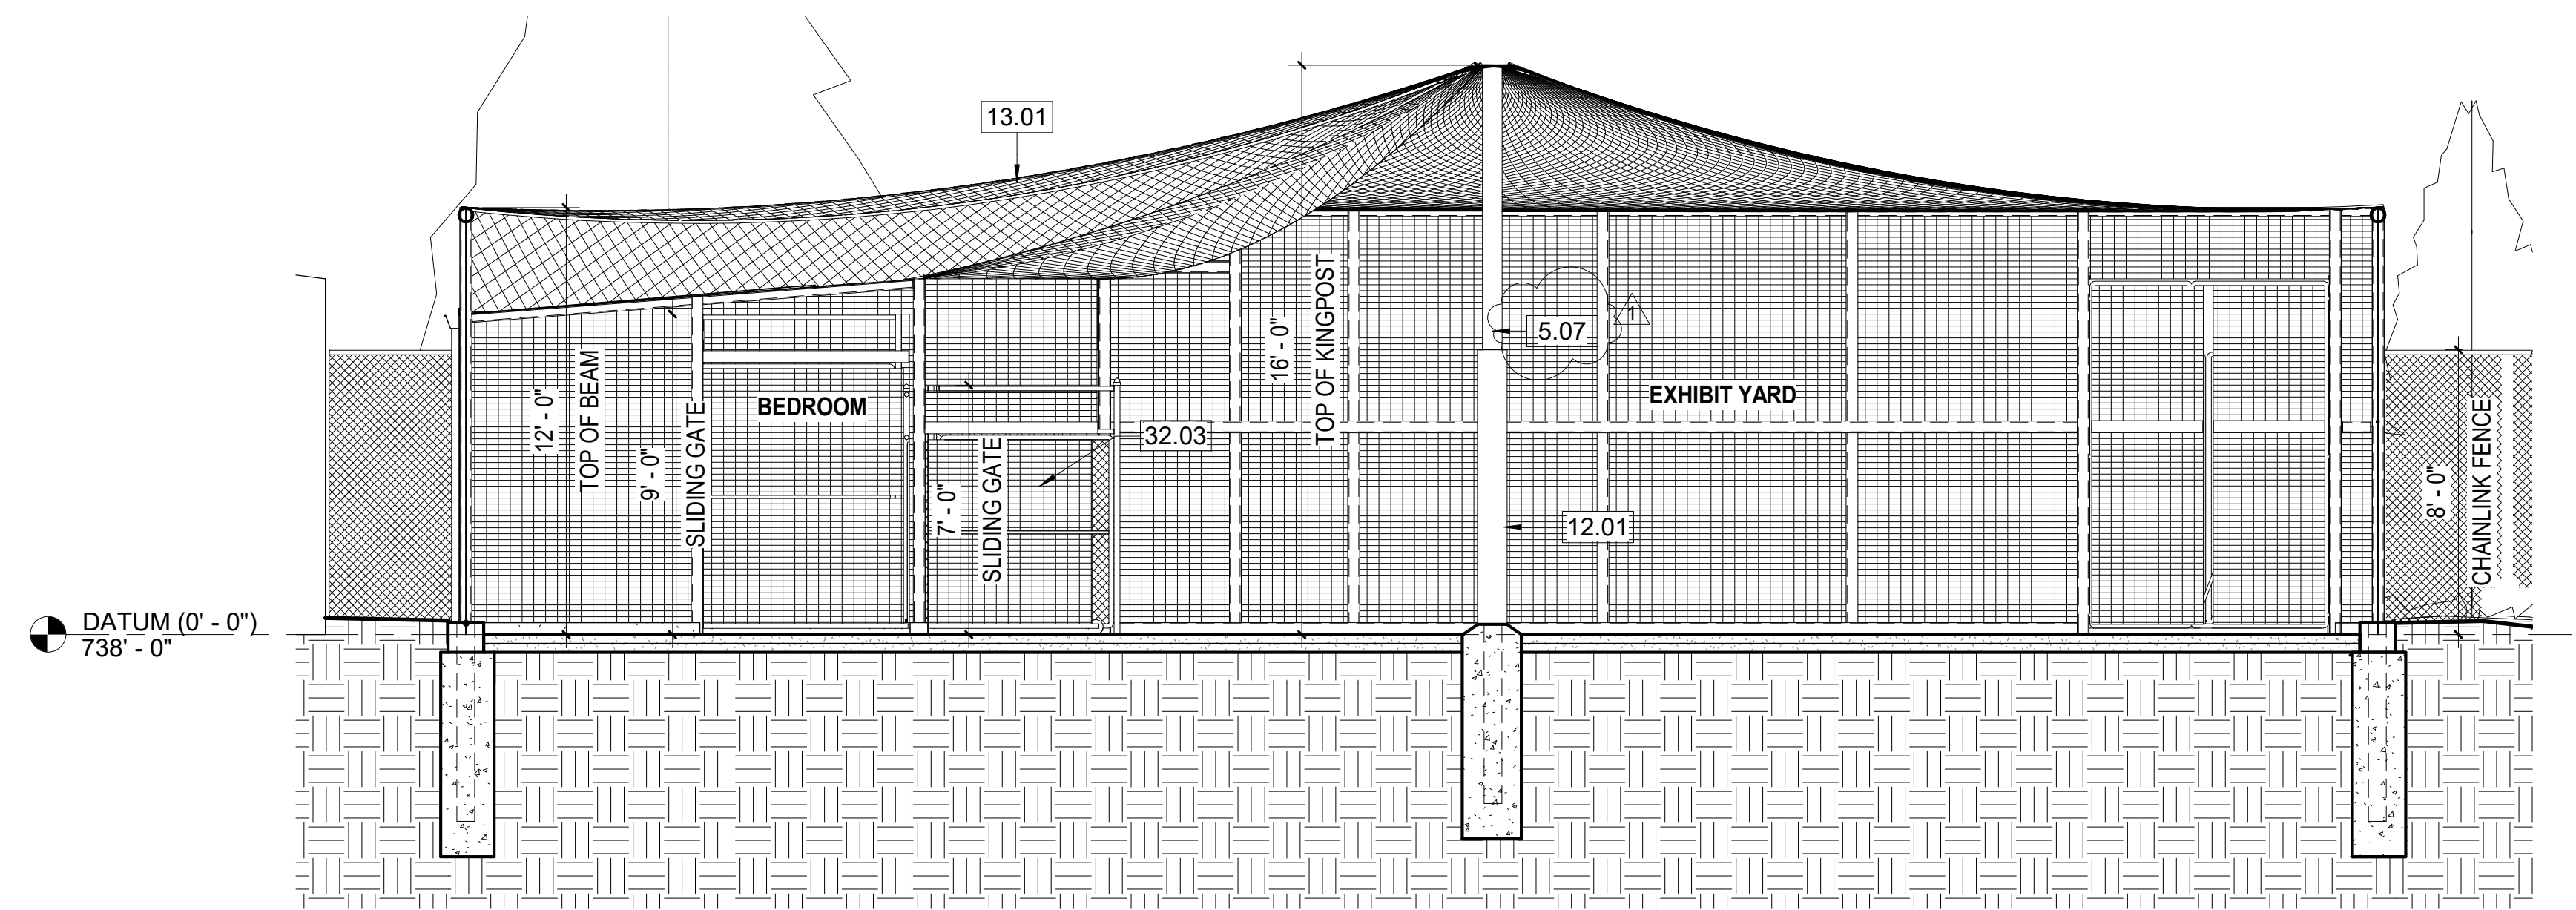 13.01
5.07
1
BEDROOM
EXHIBIT YARD
32.03
12.01
12' - 0"
TOP OF BEAM
9' - 0"
SLIDING GATE
7' - 0"
SLIDING GATE
16' - 0"
TOP OF KINGPOST
8' - 0"
CHAINLINK FENCE
DATUM (0' - 0")
738' - 0"